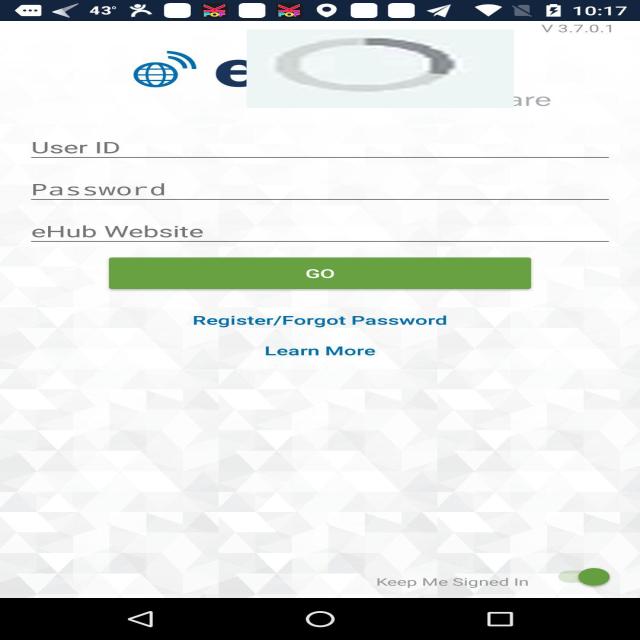 43° 10:17
V 3.7.0.1
e
are
User ID
Password
eHub Website
GO
Register/Forgot Password
Learn More
Keep Me Signed In